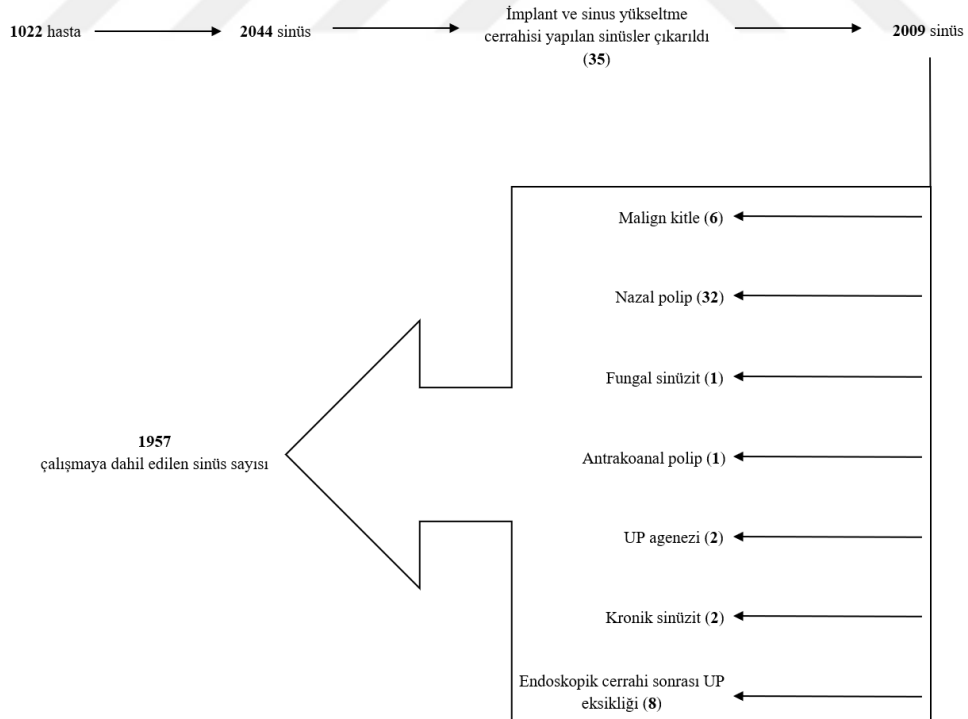 1022 hasta
2044 sinüs
İmplant ve sinus yükseltme
cerrahisi yapılan sinüsler çıkarıldı
(35)
2009 sinüs
Malign kitle (6)
Nazal polip (32)
Fungal sinüzit (1)
Antrakoanal polip (1)
UP agenezi (2)
Kronik sinüzit (2)
Endoskopik cerrahi sonrası UP
eksikliği (8)
1957
çalışmaya dahil edilen sinüs sayısı